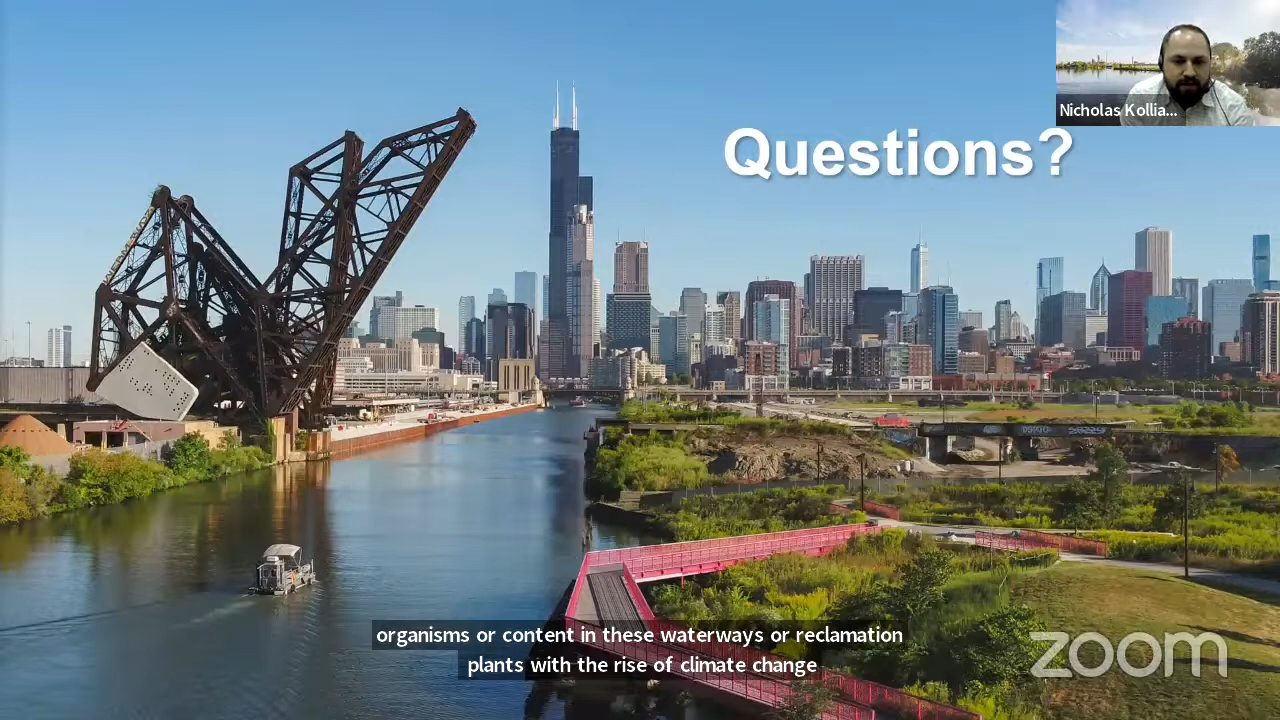 Nicholas Kollia...
Questions?
organisms or content in these waterways or reclamation
plants with the rise of climate change
zoom